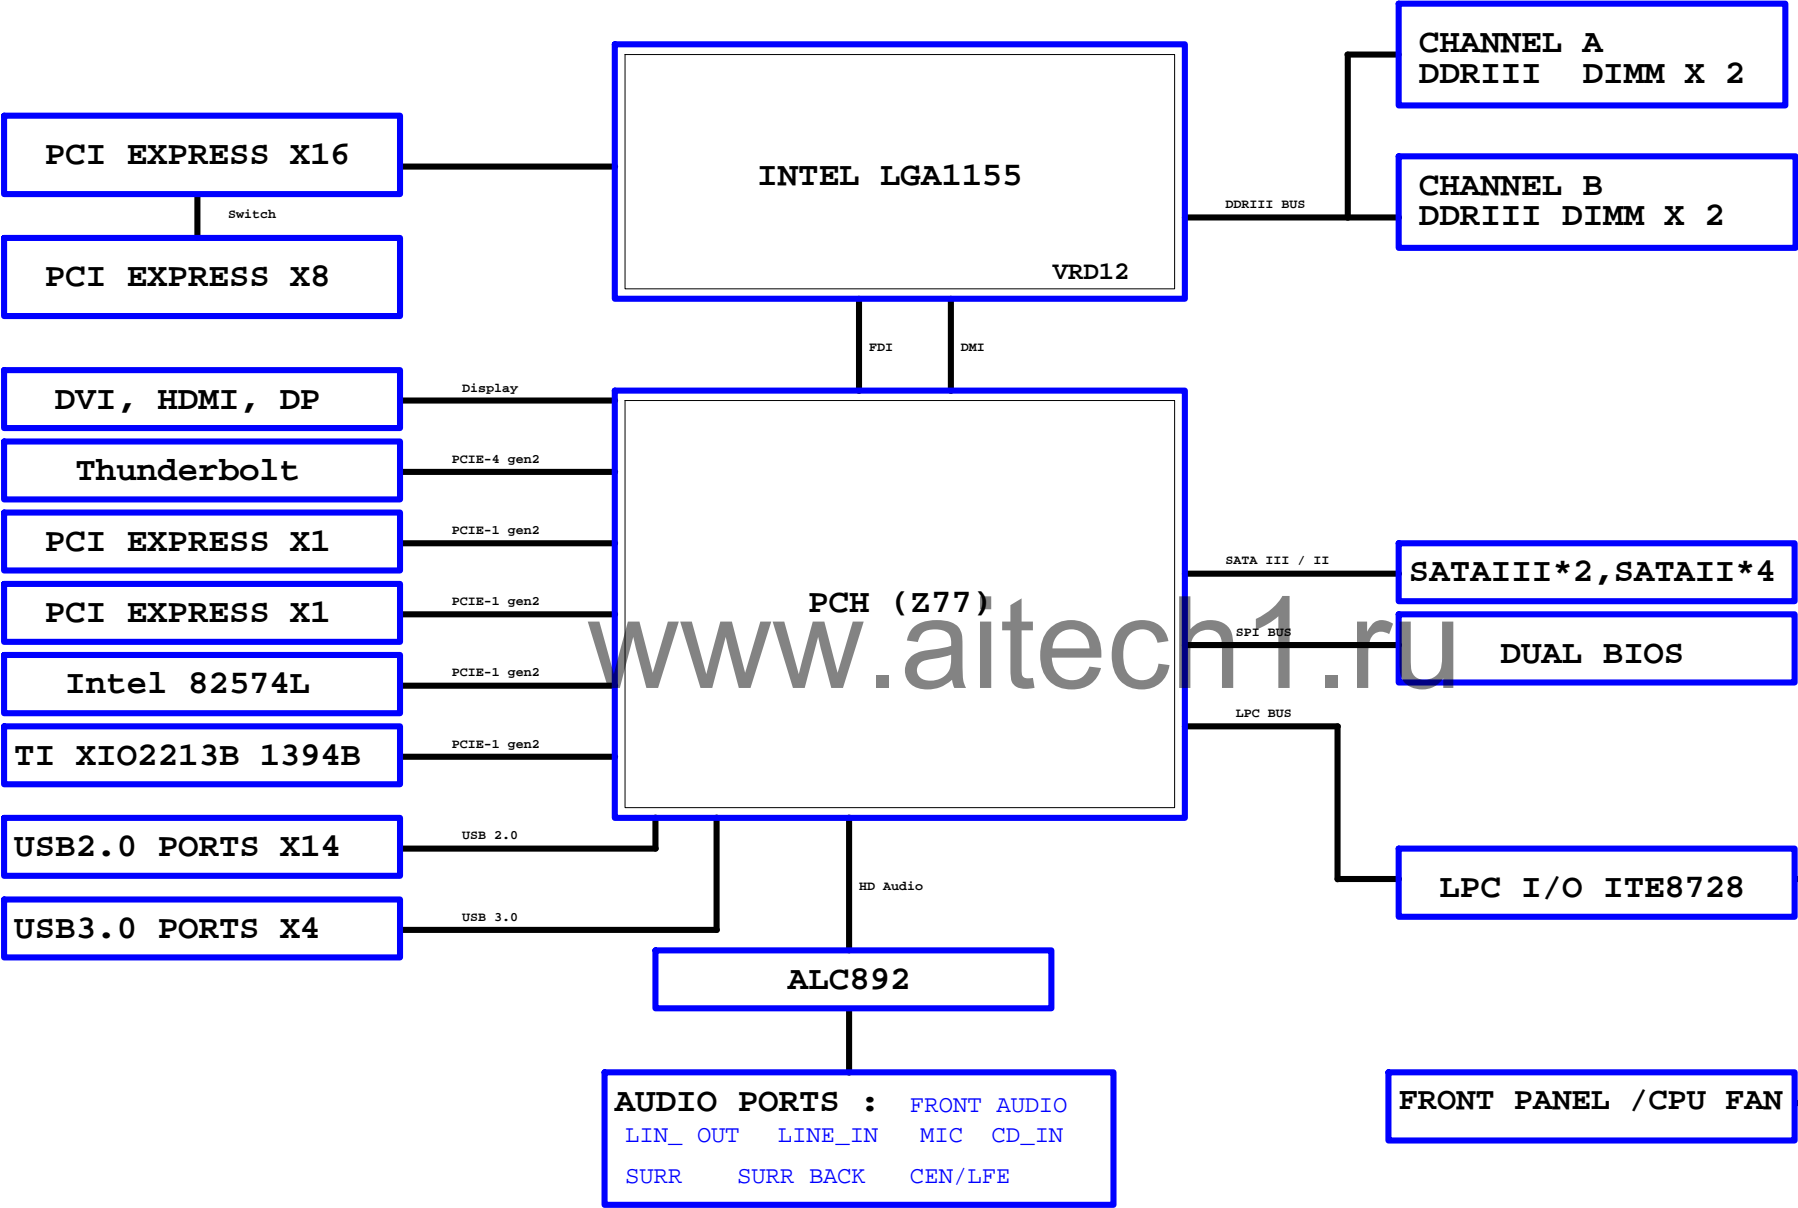 CHANNEL A
DDRIII DIMM X 2
PCI EXPRESS X16
INTEL LGA1155
CHANNEL B
DDRIII DIMM X 2
DDRIII BUS
Switch
PCI EXPRESS X8
VRD12
FDI
DMI
DVI, HDMI, DP
Display
Thunderbolt
PCIE-4 gen2
PCI EXPRESS X1
PCIE-1 gen2
SATA III / II
SATAIII*2,SATAII*4
PCI EXPRESS X1
PCIE-1 gen2
PCH (Z77)
www.aitech1.ru
SPI BUS
DUAL BIOS
Intel 82574L
PCIE-1 gen2
LPC BUS
TI XIO2213B 1394B
PCIE-1 gen2
USB2.0 PORTS X14
USB 2.0
HD Audio
LPC I/O ITE8728
USB3.0 PORTS X4
USB 3.0
ALC892
AUDIO PORTS : FRONT AUDIO
LIN_ OUT LINE_IN MIC CD_IN
SURR SURR BACK CEN/LFE
FRONT PANEL /CPU FAN